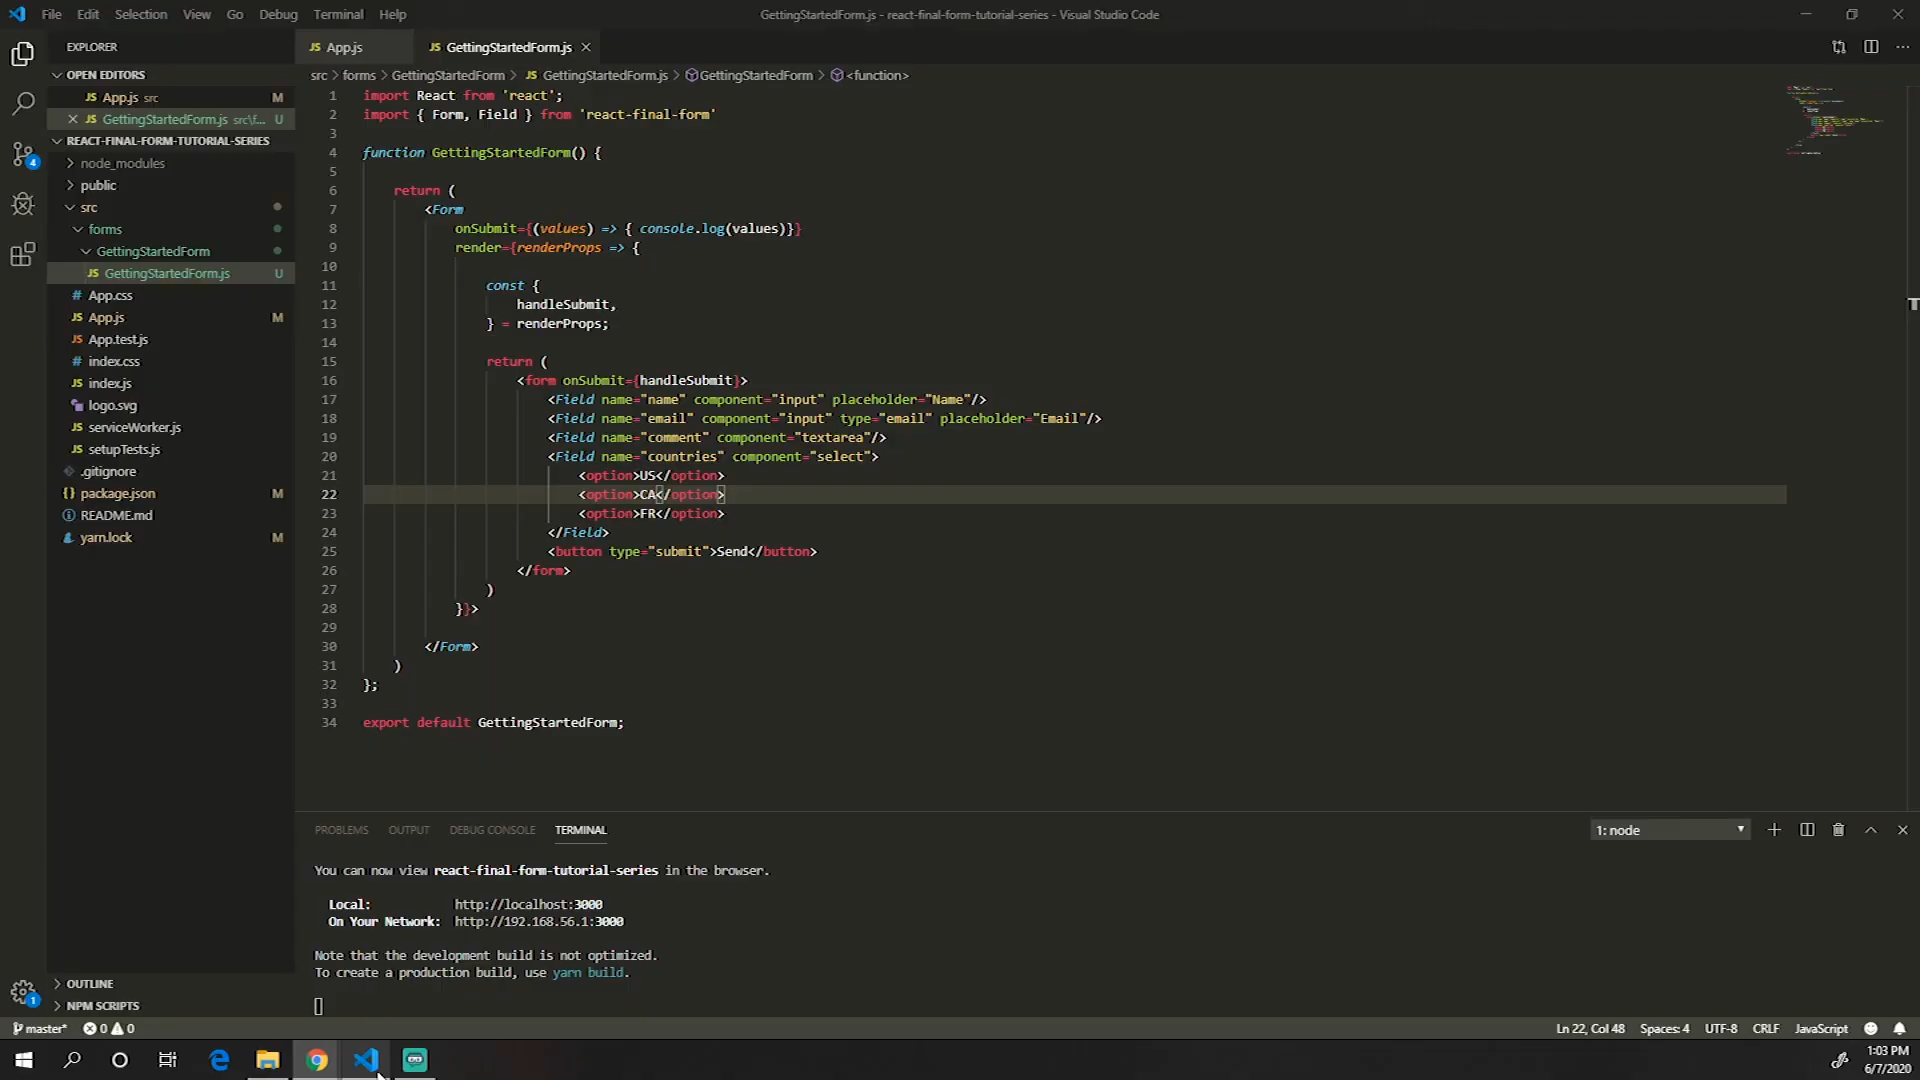 File Edit Selection View Go Debug Terminal Help
GettingStartedForm.js - react-final-form-tutorial-series - Visual Studio Code
EXPLORER
OPEN EDITORS
JS App.js src M
JS GettingStartedForm.js src\f... U
REACT-FINAL-FORM-TUTORIAL-SERIES
node_modules
public
src
forms
GettingStartedForm
JS GettingStartedForm.js U
# App.css
JS App.js M
JS App.test.js
# index.css
JS index.js
logo.svg
JS serviceWorker.js
JS setupTests.js
.gitignore
{} package.json M
README.md
yarn.lock M
OUTLINE
NPM SCRIPTS
4
1
JS App.js
JS GettingStartedForm.js
src > forms > GettingStartedForm > JS GettingStartedForm.js > GettingStartedForm > <function>
1 import React from 'react';
2 import { Form, Field } from 'react-final-form'
3
4 function GettingStartedForm() {
5
6 return (
7 <Form
8 onSubmit={(values) => { console.log(values)}}
9 render={renderProps => {
10
11 const {
12 handleSubmit,
13 } = renderProps;
14
15 return (
16 <form onSubmit={handleSubmit}>
17 <Field name="name" component="input" placeholder="Name"/>
18 <Field name="email" component="input" type="email" placeholder="Email"/>
19 <Field name="comment" component="textarea"/>
20 <Field name="countries" component="select">
21 <option>US</option>
22 <option>CA</option>
23 <option>FR</option>
24 </Field>
25 <button type="submit">Send</button>
26 </form>
27 )
28 }}>
29
30 </Form>
31 )
32 };
33
34 export default GettingStartedForm;
PROBLEMS OUTPUT DEBUG CONSOLE TERMINAL
1: node
You can now view react-final-form-tutorial-series in the browser.
Local: http://localhost:3000
On Your Network: http://192.168.56.1:3000
Note that the development build is not optimized.
To create a production build, use yarn build.
master* 0 0
Ln 22, Col 48 Spaces: 4 UTF-8 CRLF JavaScript
1:03 PM
6/7/2020